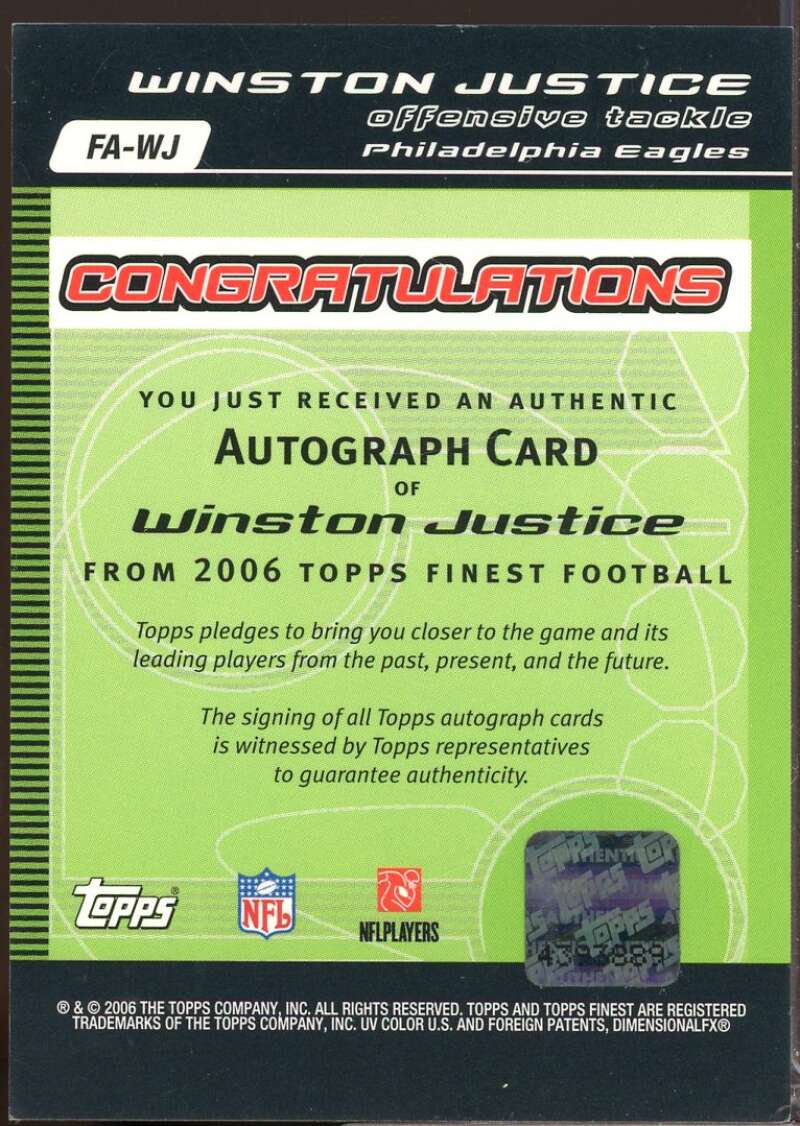 WINSTON JUSTICE
offensive tackle
FA-WJ
Philadelphia Eagles
CONGRATULATIONS
YOU JUST RECEIVED AN AUTHENTIC
AUTOGRAPH CARD
OF
Winston Justice
FROM 2006 TOPPS FINEST FOOTBALL
Topps pledges to bring you closer to the game and its
leading players from the past, present, and the future.
The signing of all Topps autograph cards
is witnessed by Topps representatives
to guarantee authenticity.
Topps®
NFL
NFLPLAYERS
Topps
® & © 2006 THE TOPPS COMPANY, INC. ALL RIGHTS RESERVED. TOPPS AND TOPPS FINEST ARE REGISTERED
TRADEMARKS OF THE TOPPS COMPANY, INC. UV COLOR U.S. AND FOREIGN PATENTS, DIMENSIONALFX®